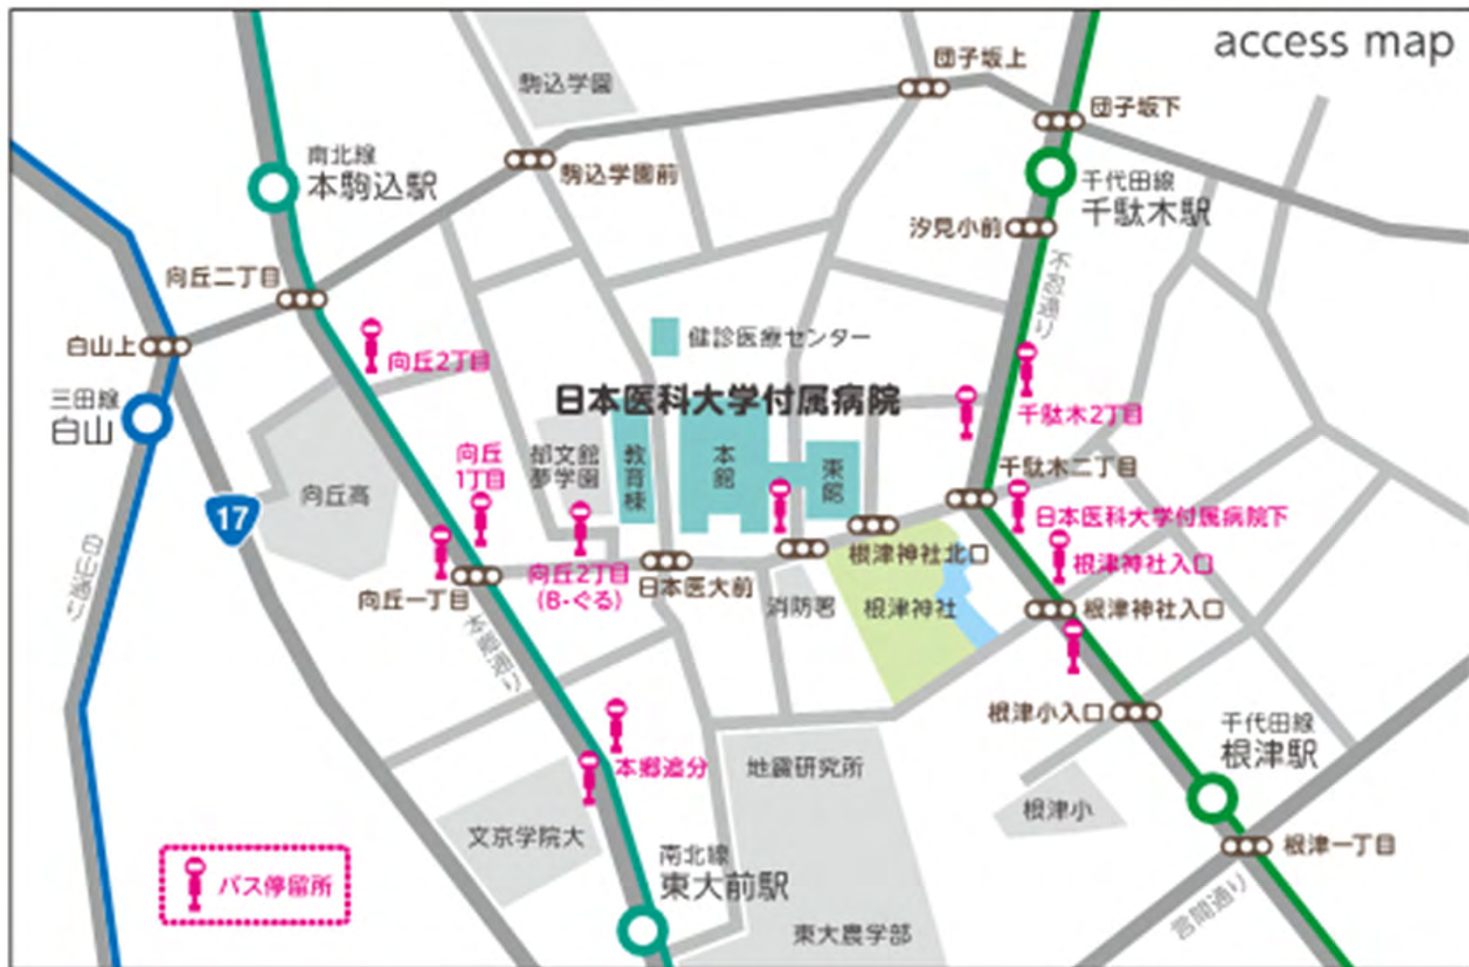 access map
団子坂上
駒込学園
団子坂下
南北線
本駒込駅
駒込学園前
千代田線
千駄木駅
汐見小前
不忍通り
向丘二丁目
白山上
健診医療センター
向丘2丁目
日本医科大学付属病院
三田線
白山
千駄木2丁目
向丘
1丁目
郁文館
夢学園
教育棟
本館
東館
千駄木二丁目
向丘高
17
日本医科大学付属病院下
根津神社北口
根津神社入口
向丘2丁目
(B-ぐる)
日本医大前
向丘一丁目
消防署
根津神社
根津神社入口
白山通り
本郷通り
根津小入口
千代田線
根津駅
本郷追分
地震研究所
根津小
文京学院大
根津一丁目
南北線
東大前駅
バス停留所
言問通り
東大農学部